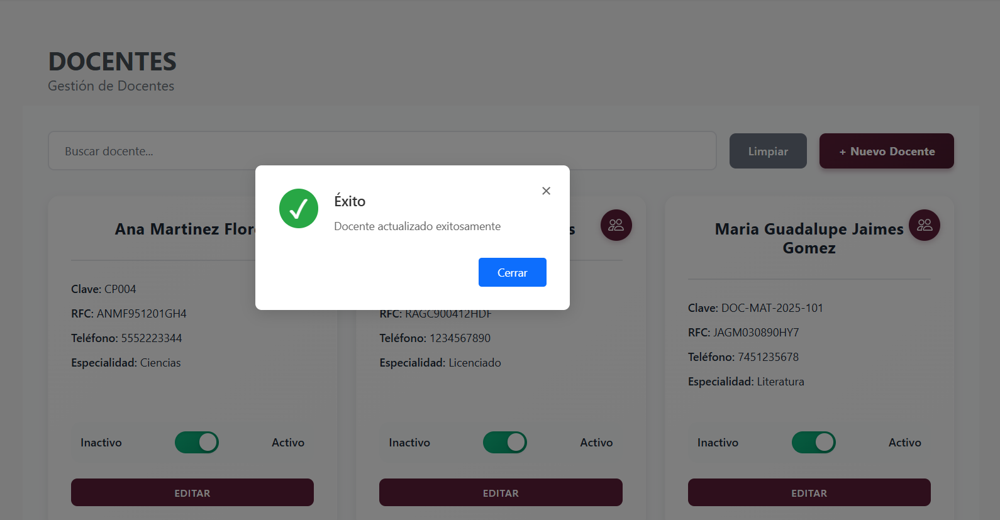 DOCENTES
Gestión de Docentes
Buscar docente...
Limpiar
+ Nuevo Docente
Éxito
Docente actualizado exitosamente
Cerrar
Ana Martinez
Clave: CP004
RFC: ANMF951201GH4
Teléfono: 5552223344
Especialidad: Ciencias
Inactivo
Activo
EDITAR
RFC: RAGC900412HDF
Teléfono: 1234567890
Especialidad: Licenciado
Inactivo
Activo
EDITAR
Maria Guadalupe Jaimes
Gomez
Clave: DOC-MAT-2025-101
RFC: JAGM030890HY7
Teléfono: 7451235678
Especialidad: Literatura
Inactivo
Activo
EDITAR